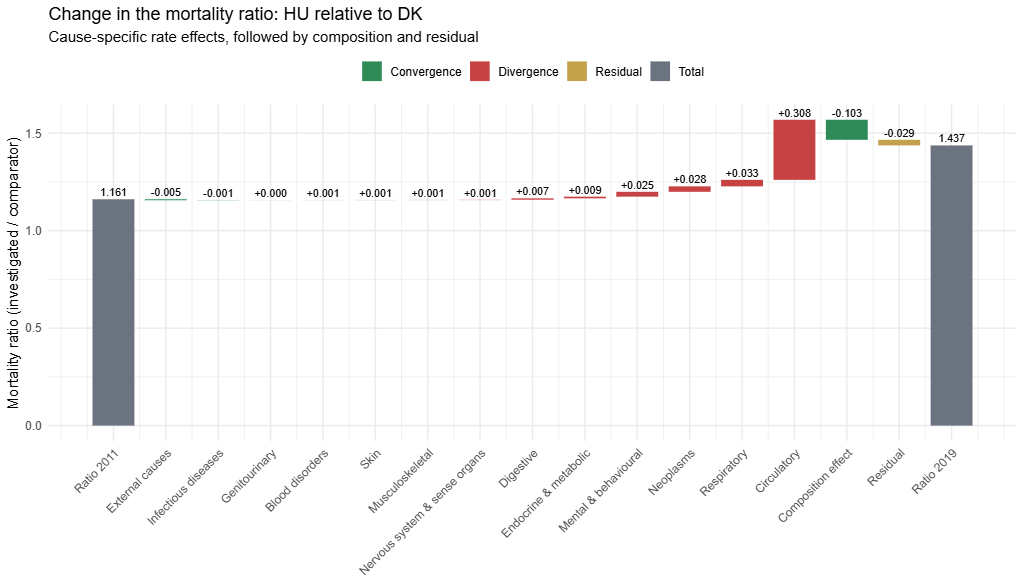 Change in the mortality ratio: HU relative to DK
Cause-specific rate effects, followed by composition and residual
Convergence Divergence Residual Total
Mortality ratio (investigated / comparator)
1.5
1.0
0.5
0.0
1.161
-0.005
-0.001
+0.000
+0.001
+0.001
+0.001
+0.001
+0.007
+0.009
+0.025
+0.028
+0.033
+0.308
-0.103
-0.029
1.437
Ratio 2011
External causes
Infectious diseases
Genitourinary
Blood disorders
Skin
Musculoskeletal
Nervous system & sense organs
Digestive
Endocrine & metabolic
Mental & behavioural
Neoplasms
Respiratory
Circulatory
Composition effect
Residual
Ratio 2019